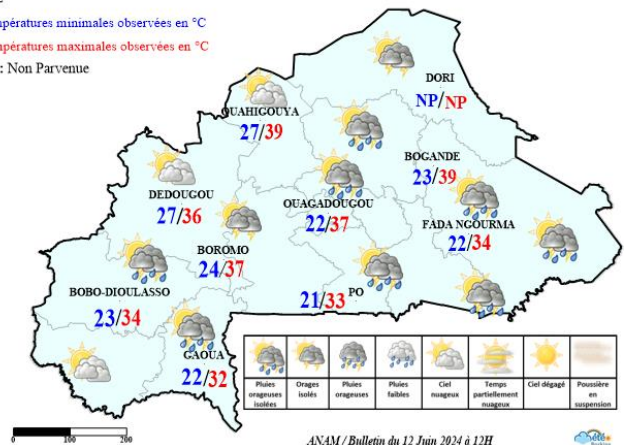 Températures minimales observées en °C
Températures maximales observées en °C
: Non Parvenue
DORI
NP/NP
OUAHIGOUYA
27/39
BOGANDE
23/39
DEDOUGOU
27/36
OUAGADOUGOU
22/37
FADA NGOURMA
22/34
BOROMO
24/37
BOBO-DIOULASSO
23/34
PO
21/33
GAOUA
22/32
Pluies orageuses isolées
Orages isolés
Pluies orageuses
Pluies faibles
Ciel nuageux
Temps partiellement nuageux
Ciel dégagé
Poussière en suspension
0 100 200
ANAM / Bulletin du 12 Juin 2024 à 12H